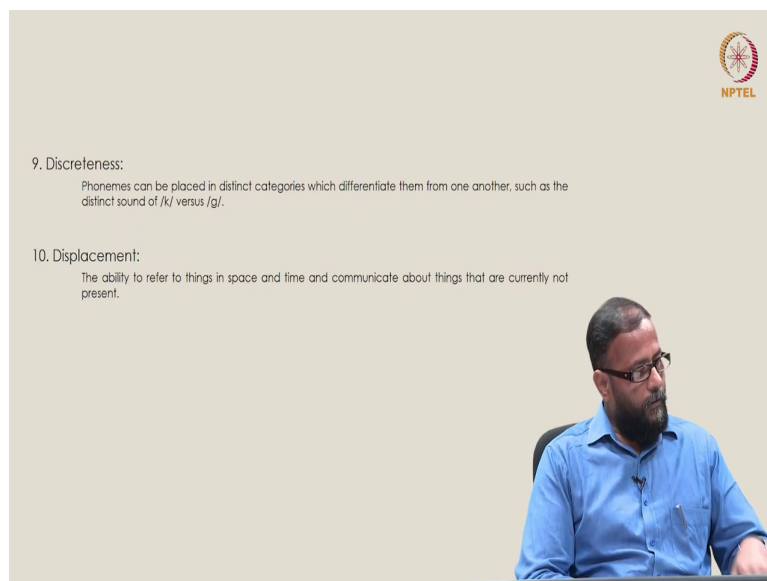 NPTEL
9. Discreteness:
Phonemes can be placed in distinct categories which differentiate them from one another, such as the
distinct sound of /k/ versus /g/.
10. Displacement:
The ability to refer to things in space and time and communicate about things that are currently not
present.